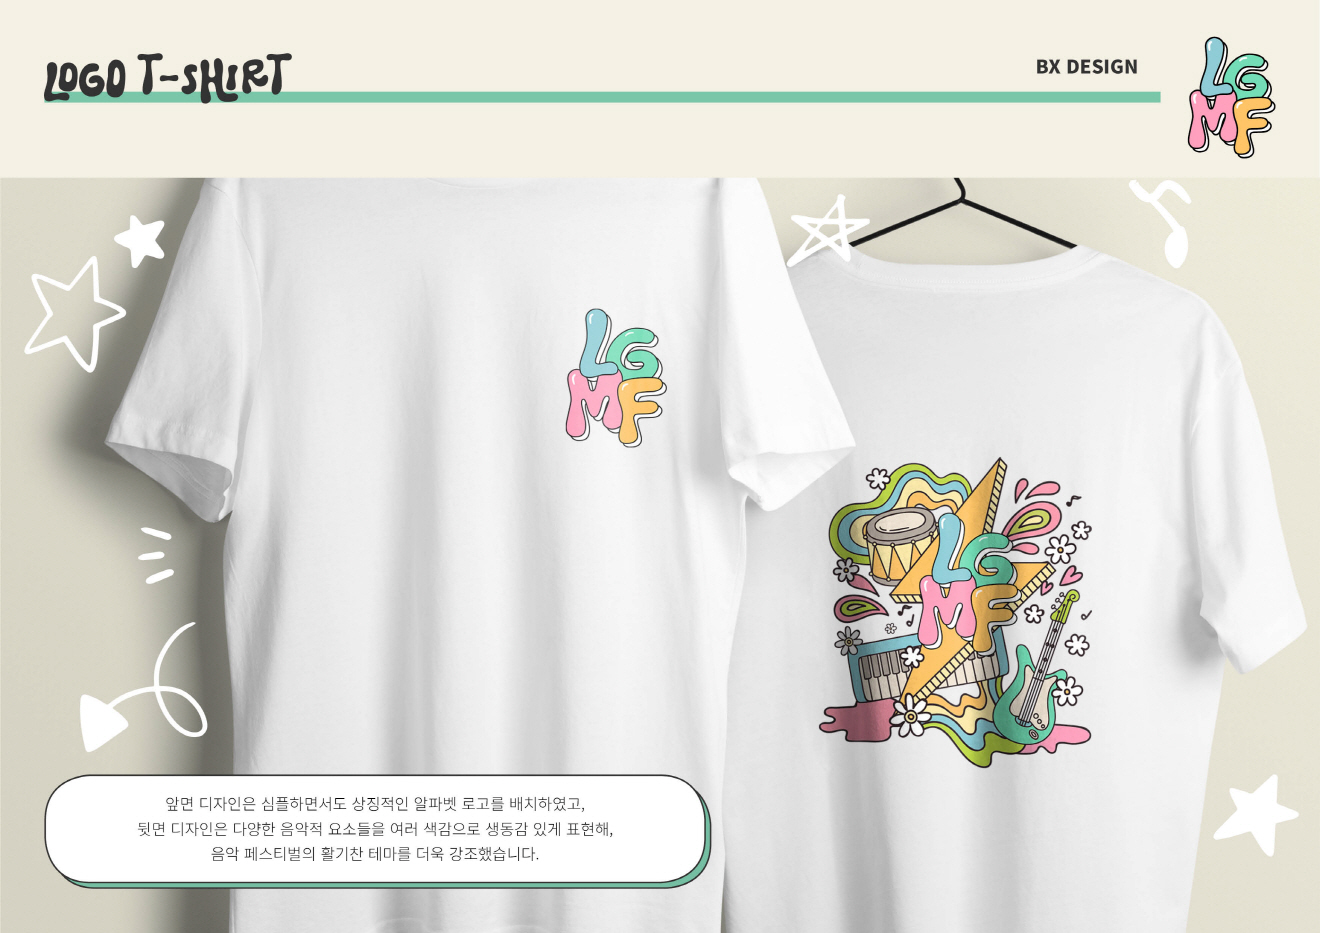 LOGO T-SHIRT
BX DESIGN
LG
MF
LG
MF
LG
MF
앞면 디자인은 심플하면서도 상징적인 알파벳 로고를 배치하였고,
뒷면 디자인은 다양한 음악적 요소들을 여러 색감으로 생동감 있게 표현해,
음악 페스티벌의 활기찬 테마를 더욱 강조했습니다.